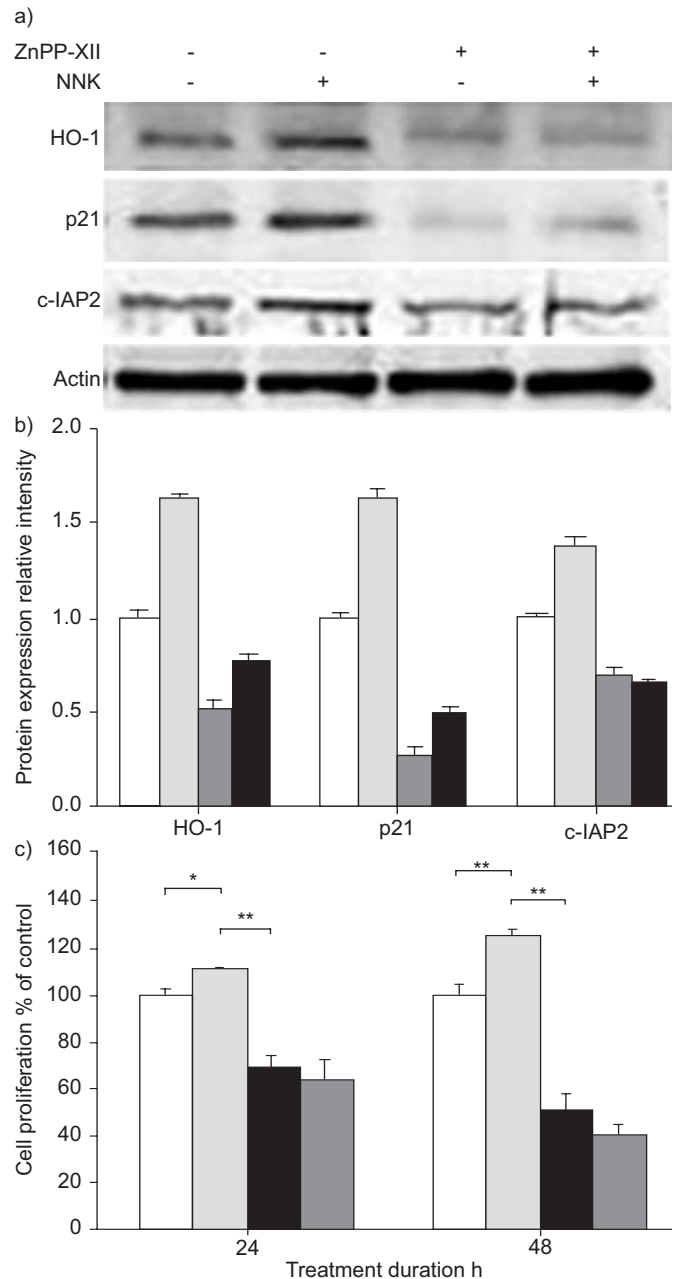 a)
ZnPP-XII - - + +
NNK - + - +
HO-1
p21
c-IAP2
Actin
b)
2.0
1.5
1.0
0.5
0.0
Protein expression relative intensity
HO-1 p21 c-IAP2
c)
160
140
120
100
80
60
40
20
0
Cell proliferation % of control
* ** ** **
24 48
Treatment duration h